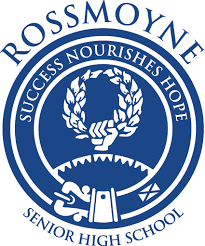 ROSSMOYNE
SUCCESS NOURISHES HOPE
SENIOR HIGH SCHOOL